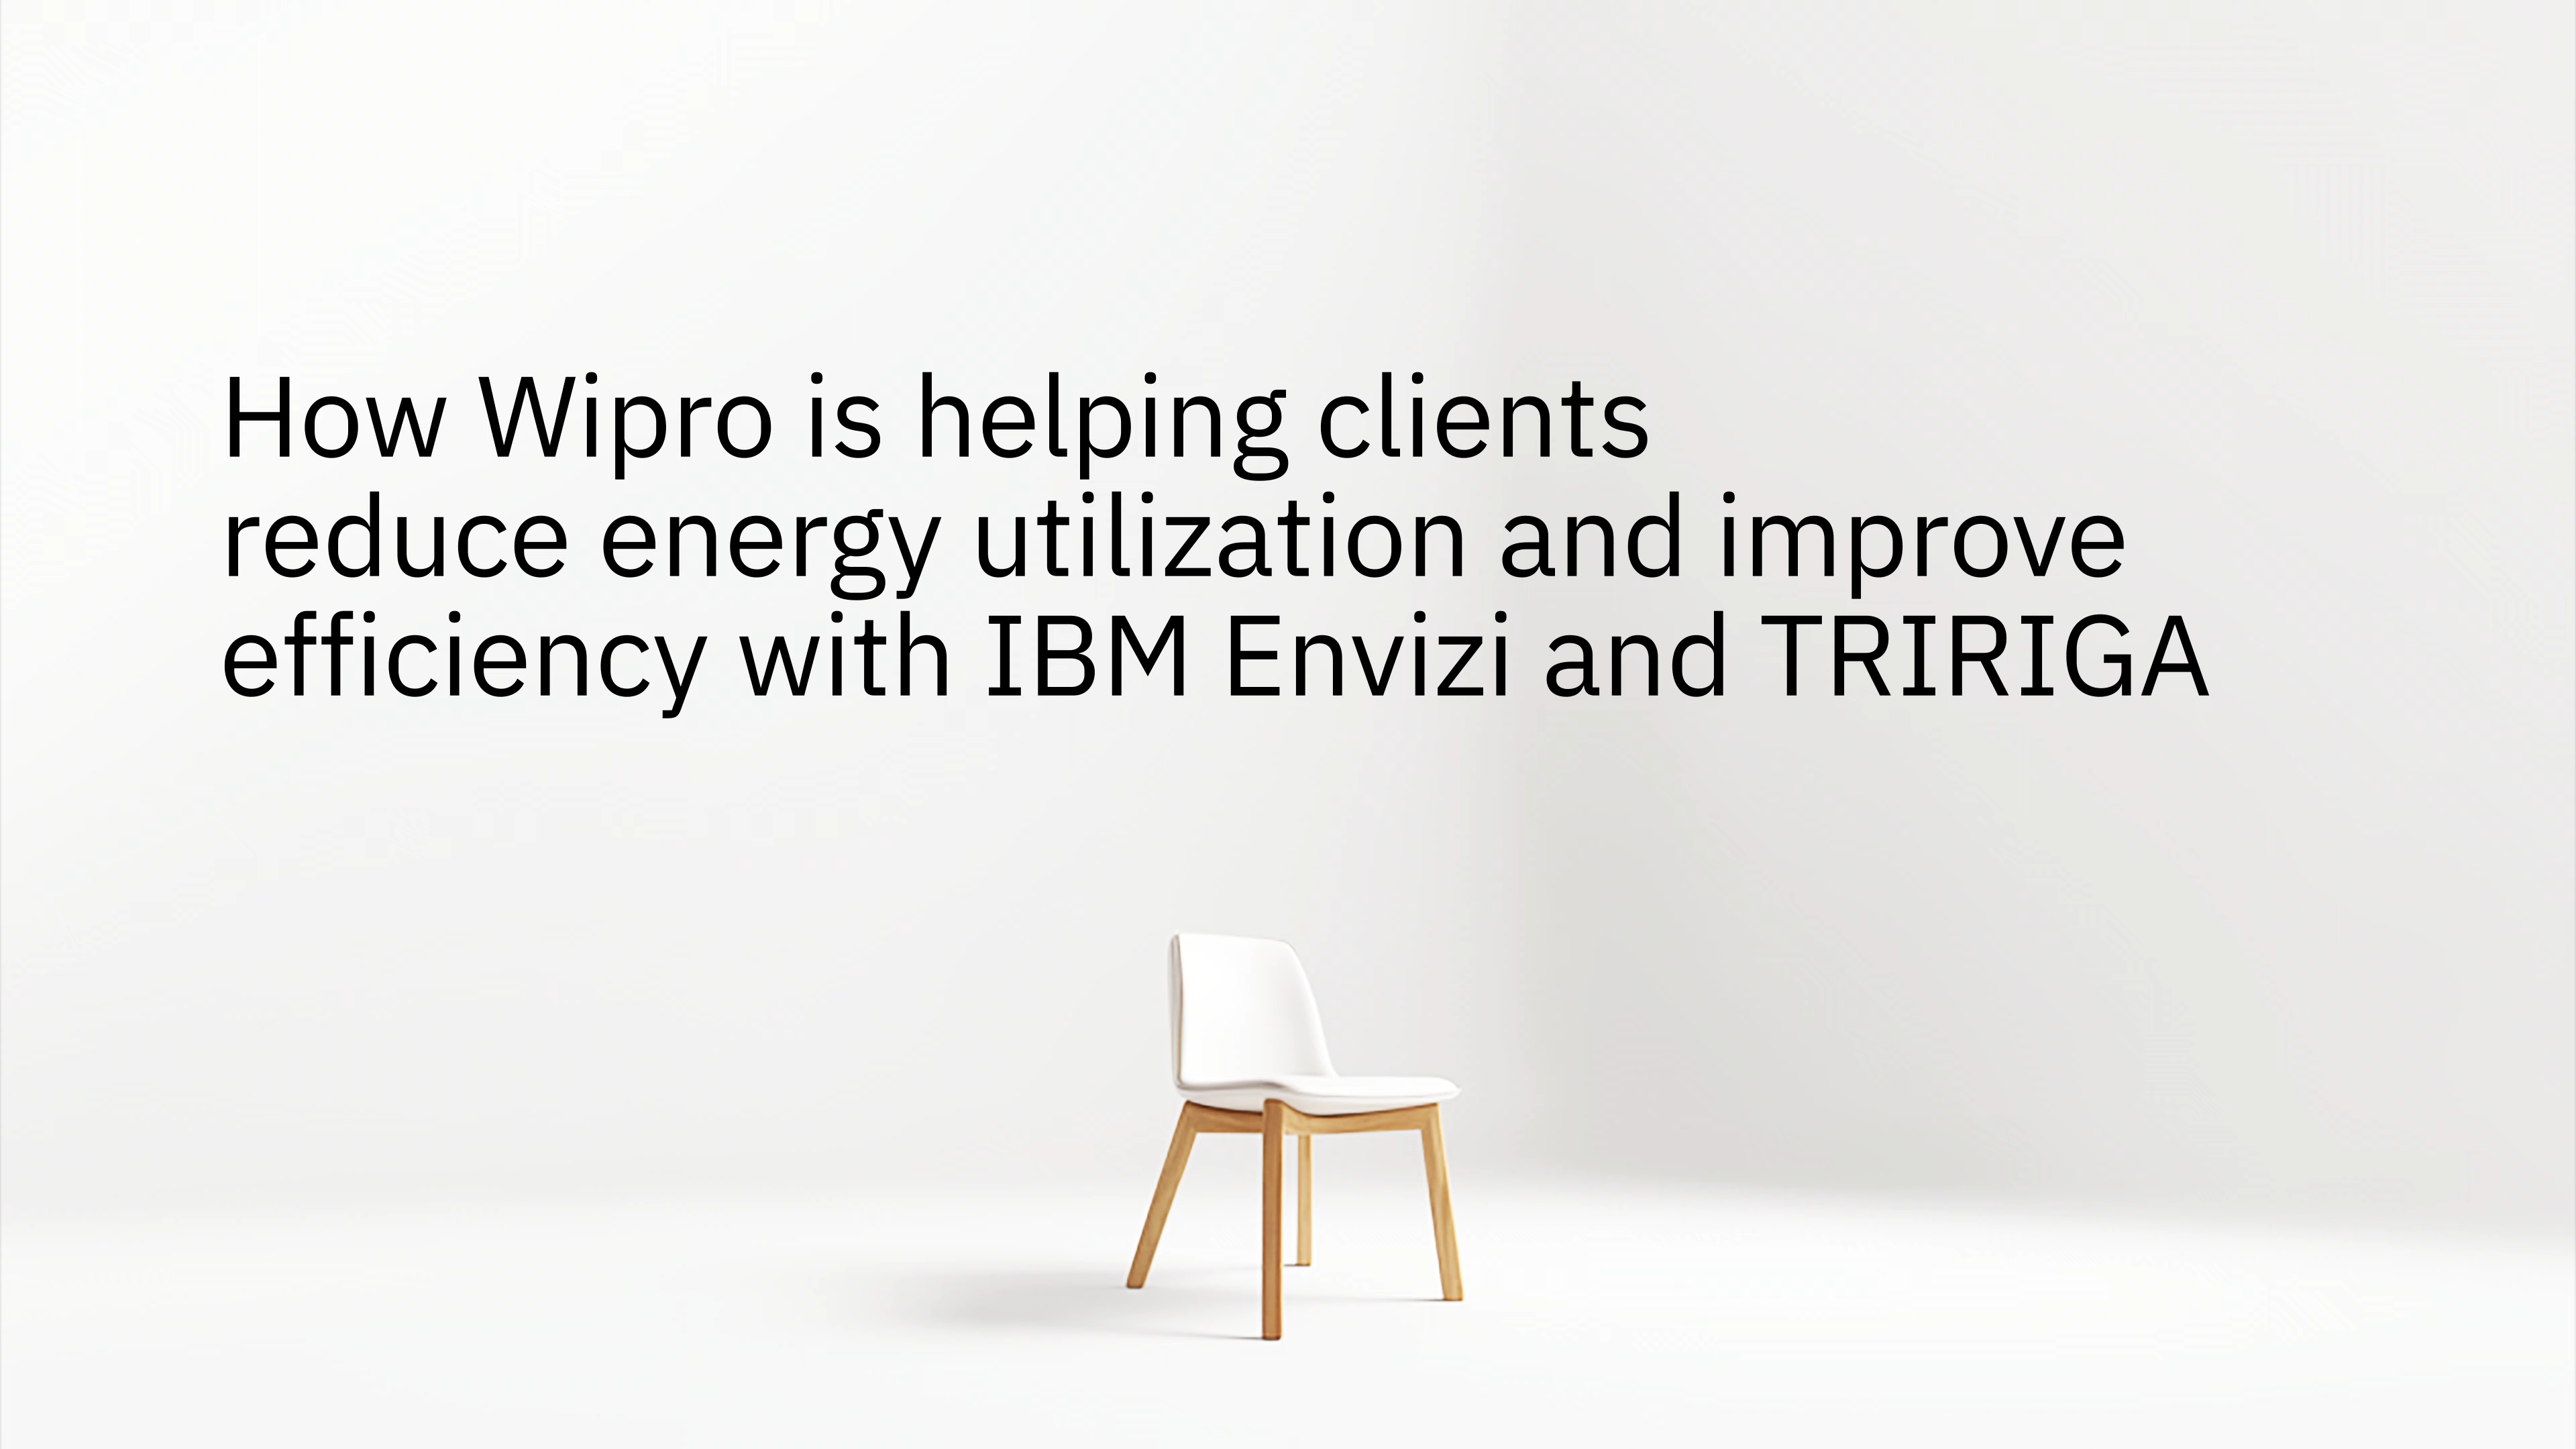 How Wipro is helping clients
reduce energy utilization and improve
efficiency with IBM Envizi and TRIRIGA